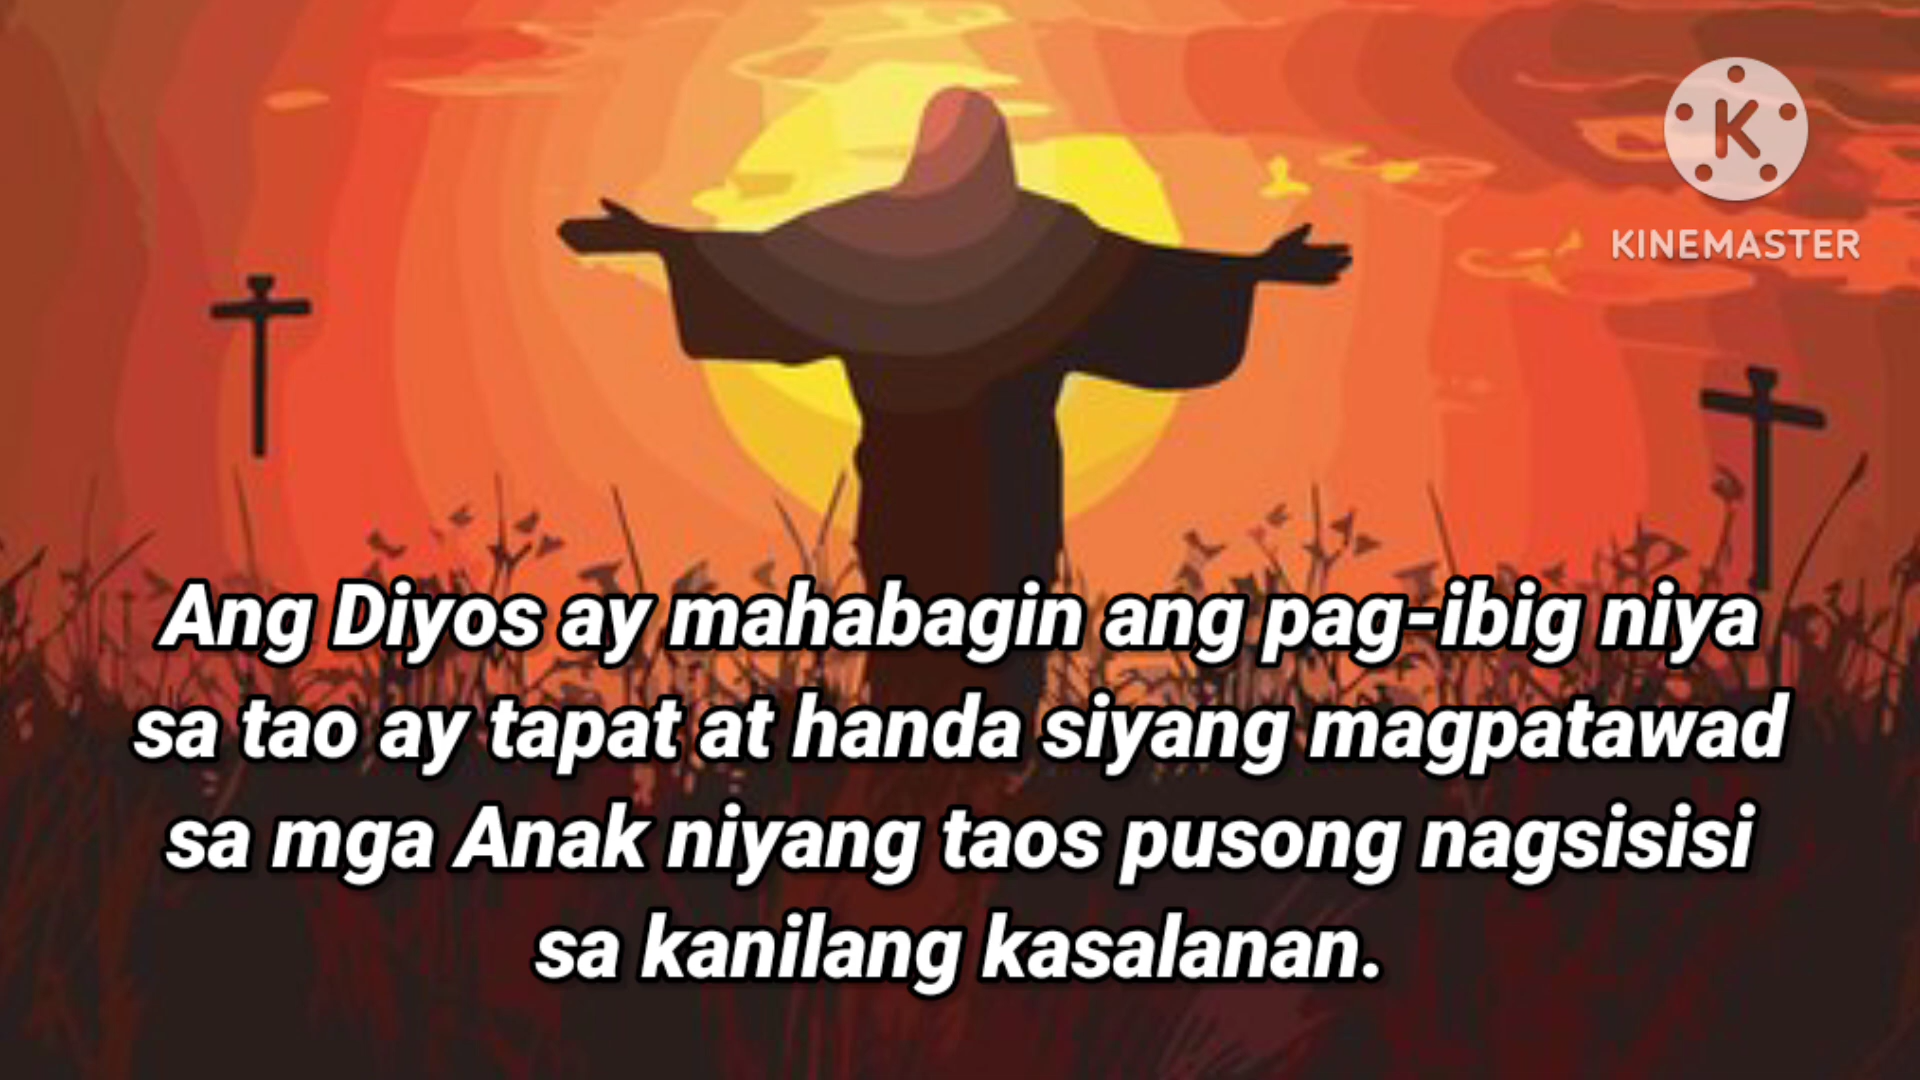 K
KINEMASTER
Ang Diyos ay mahabagin ang pag-ibig niya
sa tao ay tapat at handa siyang magpatawad
sa mga Anak niyang taos pusong nagsisisi
sa kanilang kasalanan.